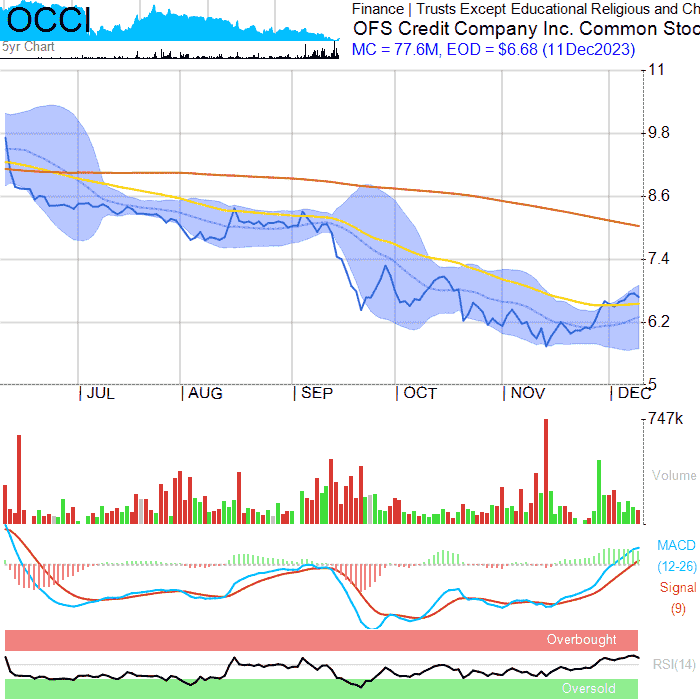 OCCI
5yr Chart
Finance | Trusts Except Educational Religious and Ch
OFS Credit Company Inc. Common Stoc
MC = 77.6M, EOD = $6.68 (11Dec2023)
11
9.8
8.6
7.4
6.2
5
JUL AUG SEP OCT NOV DEC
747k
Volume
MACD
(12-26)
Signal
(9)
Overbought
RSI(14)
Oversold